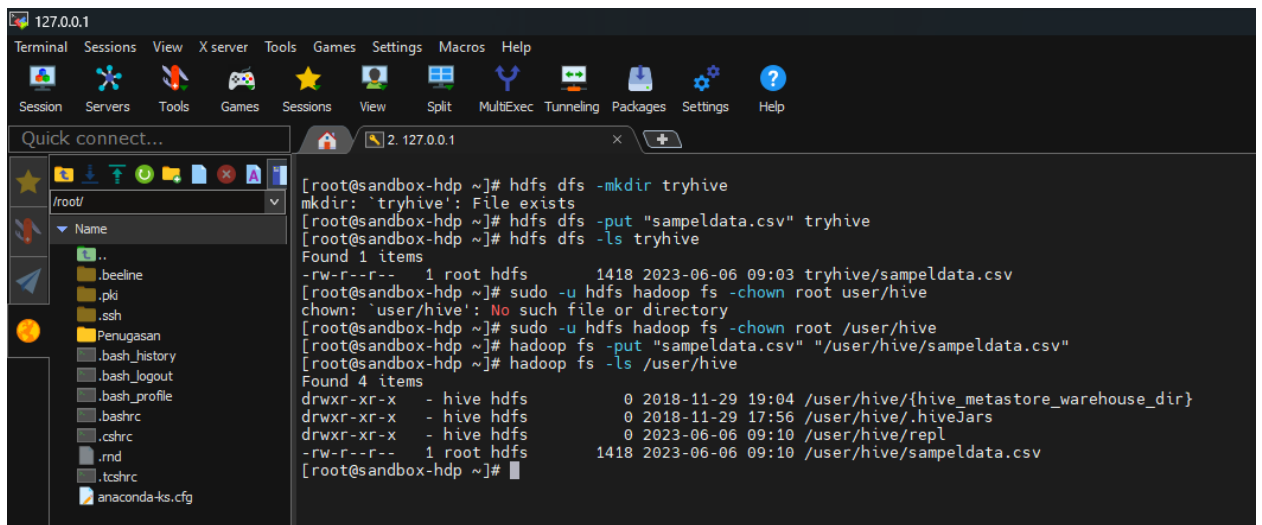 127.0.0.1
Terminal Sessions View X server Tools Games Settings Macros Help
Session Servers Tools Games Sessions View Split MultiExec Tunneling Packages Settings Help
Quick connect...
2. 127.0.0.1
/root/
Name
..
.beeline
.pki
.ssh
Penugasan
.bash_history
.bash_logout
.bash_profile
.bashrc
.cshrc
.rnd
.tcshrc
anaconda-ks.cfg
[root@sandbox-hdp ~]# hdfs dfs -mkdir tryhive
mkdir: `tryhive': File exists
[root@sandbox-hdp ~]# hdfs dfs -put "sampeldata.csv" tryhive
[root@sandbox-hdp ~]# hdfs dfs -ls tryhive
Found 1 items
-rw-r--r--   1 root hdfs       1418 2023-06-06 09:03 tryhive/sampeldata.csv
[root@sandbox-hdp ~]# sudo -u hdfs hadoop fs -chown root user/hive
chown: `user/hive': No such file or directory
[root@sandbox-hdp ~]# sudo -u hdfs hadoop fs -chown root /user/hive
[root@sandbox-hdp ~]# hadoop fs -put "sampeldata.csv" "/user/hive/sampeldata.csv"
[root@sandbox-hdp ~]# hadoop fs -ls /user/hive
Found 4 items
drwxr-xr-x   - hive hdfs          0 2018-11-29 19:04 /user/hive/{hive_metastore_warehouse_dir}
drwxr-xr-x   - hive hdfs          0 2018-11-29 17:56 /user/hive/.hiveJars
drwxr-xr-x   - hive hdfs          0 2023-06-06 09:10 /user/hive/repl
-rw-r--r--   1 root hdfs       1418 2023-06-06 09:10 /user/hive/sampeldata.csv
[root@sandbox-hdp ~]#